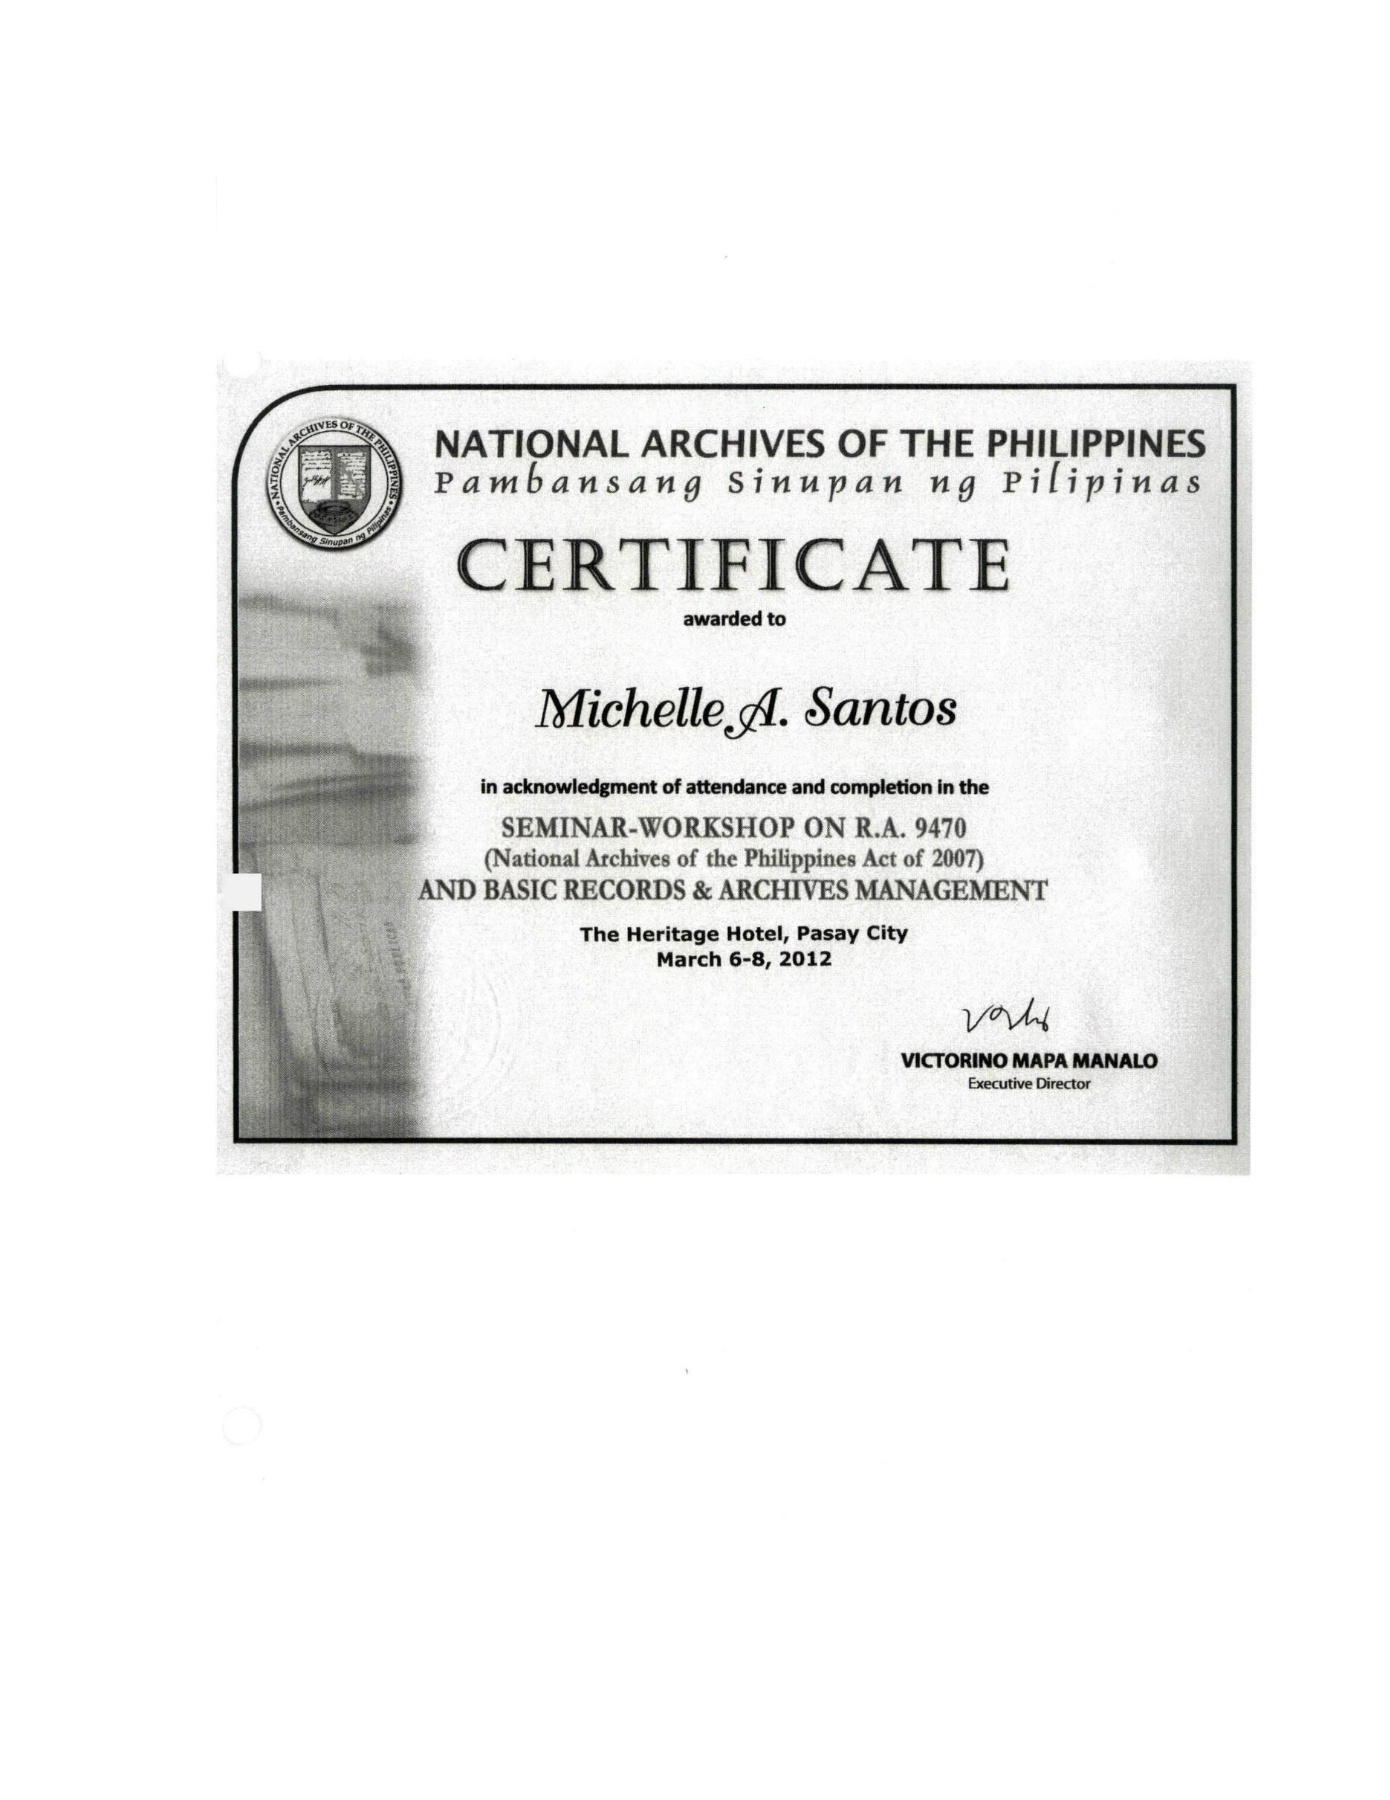 NATIONAL ARCHIVES OF THE PHILIPPINES
Pambansang Sinupan ng Pilipinas
NATIONAL ARCHIVES OF THE PHILIPPINES
Pambansang Sinupan ng Pilipinas
CERTIFICATE
awarded to
Michelle A. Santos
in acknowledgment of attendance and completion in the
SEMINAR-WORKSHOP ON R.A. 9470
(National Archives of the Philippines Act of 2007)
AND BASIC RECORDS & ARCHIVES MANAGEMENT
The Heritage Hotel, Pasay City
March 6-8, 2012
VICTORINO MAPA MANALO
Executive Director